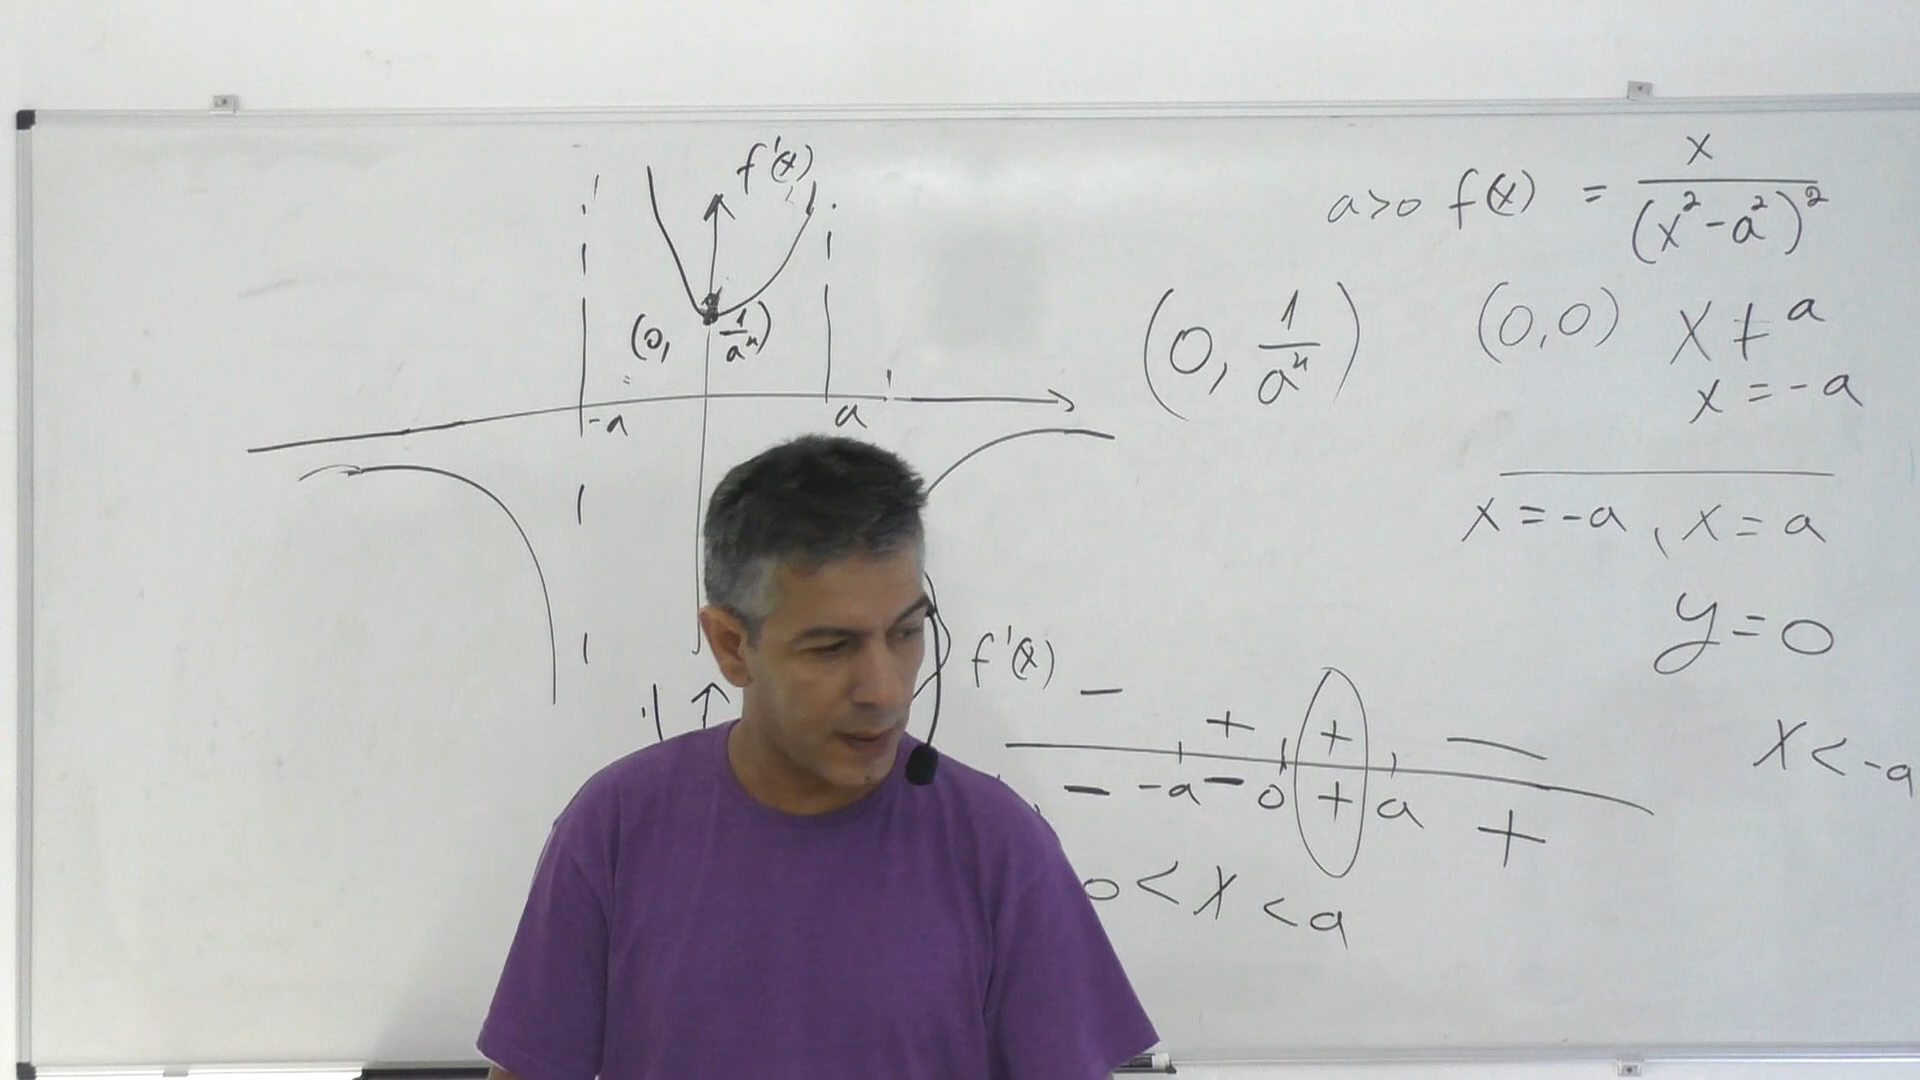 f'(x)
(0, 1/a⁴)
-a a
a>0 f(x) = x/(x²-a²)²
(0, 1/a⁴) (0,0) x ≠ a
x = -a
x = -a, x = a
y = 0
f'(x)
- + + —
- -a - 0 + a +
0 < x < a
x < -a